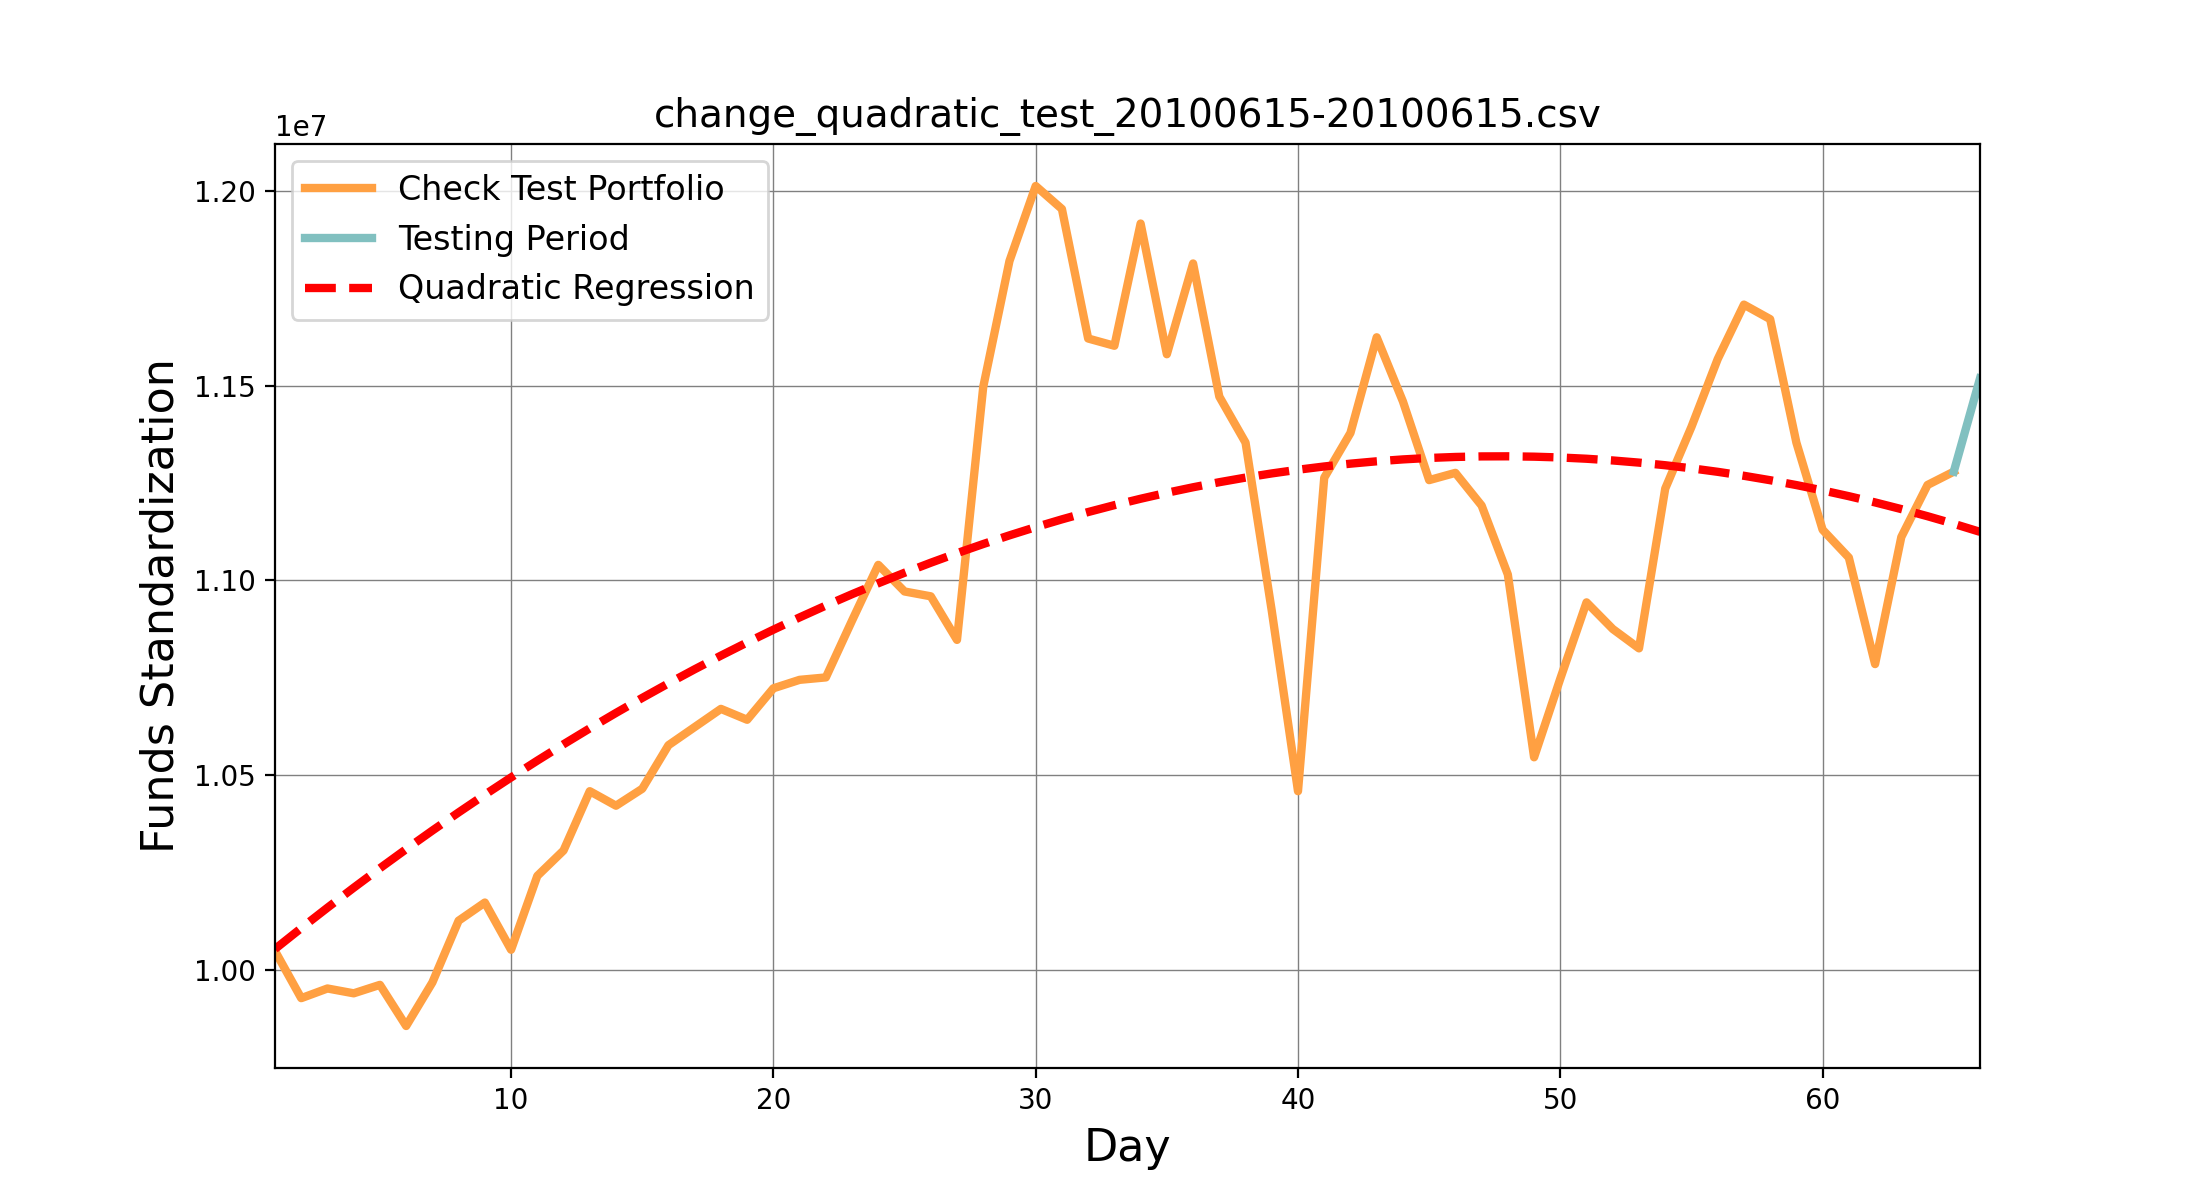 change_quadratic_test_20100615-20100615.csv
1e7
Check Test Portfolio
Testing Period
Quadratic Regression
1.20
1.15
1.10
1.05
1.00
Funds Standardization
10 20 30 40 50 60
Day